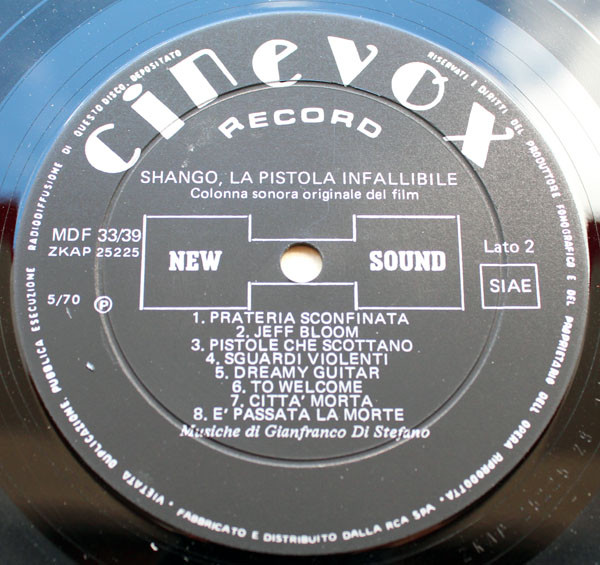 cinevox
RECORD
SHANGO, LA PISTOLA INFALLIBILE
Colonna sonora originale del film
MDF 33/39
ZKAP 25225
5/70 Ⓟ
NEW SOUND
Lato 2
SIAE
1. PRATERIA SCONFINATA
2. JEFF BLOOM
3. PISTOLE CHE SCOTTANO
4. SGUARDI VIOLENTI
5. DREAMY GUITAR
6. TO WELCOME
7. CITTA' MORTA
8. E' PASSATA LA MORTE
Musiche di Gianfranco Di Stefano
RISERVATI I DIRITTI DEL PRODUTTORE FONOGRAFICO E DEL PROPRIETARIO DELL'OPERA RIPRODOTTA - VIETATA DUPLICAZIONE, PUBBLICA ESECUZIONE RADIODIFFUSIONE DI QUESTO DISCO, DEPOSITATO
• FABBRICATO E DISTRIBUITO DALLA RCA SPA •